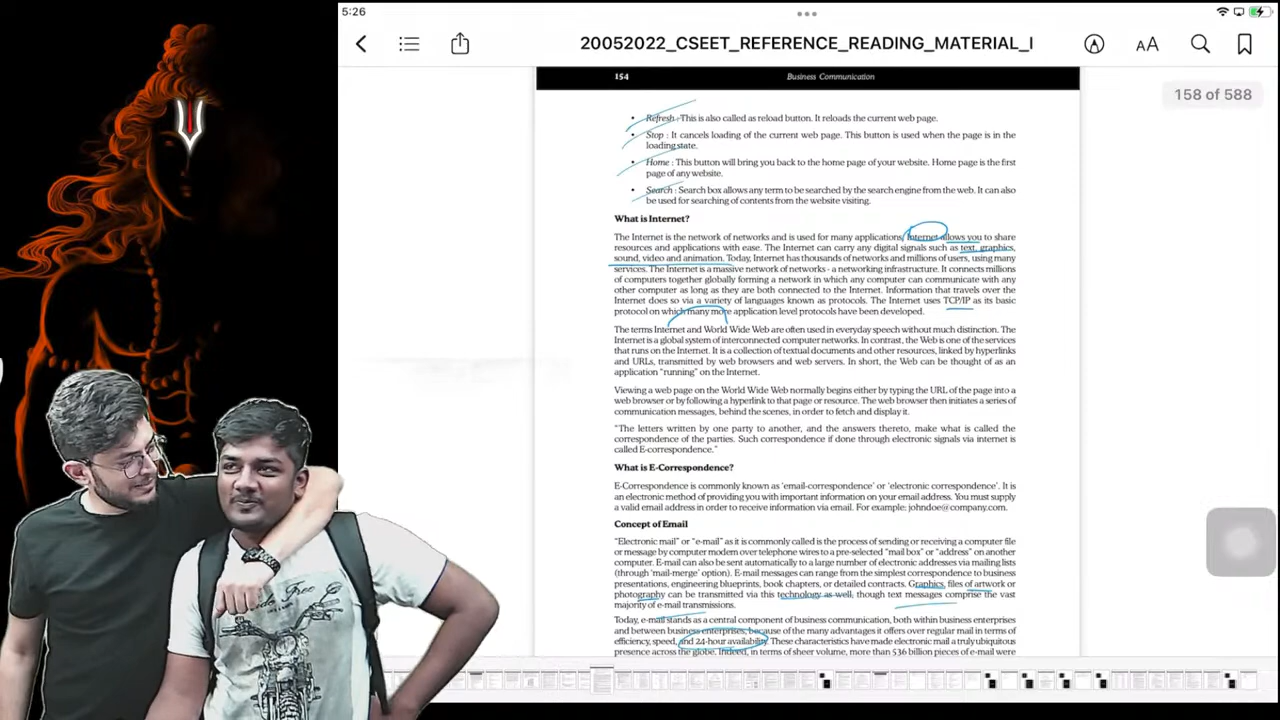 5:26
20052022_CSEET_REFERENCE_READING_MATERIAL_I
AA
154
Business Communication
158 of 588
• Refresh : This is also called as reload button. It reloads the current web page.
• Stop : It cancels loading of the current web page. This button is used when the page is in the
loading state.
• Home : This button will bring you back to the home page of your website. Home page is the first
page of any website.
• Search : Search box allows any term to be searched by the search engine from the web. It can also
be used for searching of contents from the website visiting.
What is Internet?
The Internet is the network of networks and is used for many applications, Internet allows you to share
resources and applications with ease. The Internet can carry any digital signals such as text, graphics,
sound, video and animation. Today, Internet has thousands of networks and millions of users, using many
services. The Internet is a massive network of networks - a networking infrastructure. It connects millions
of computers together globally forming a network in which any computer can communicate with any
other computer as long as they are both connected to the Internet. Information that travels over the
Internet does so via a variety of languages known as protocols. The Internet uses TCP/IP as its basic
protocol on which many more application level protocols have been developed.
The terms Internet and World Wide Web are often used in everyday speech without much distinction. The
Internet is a global system of interconnected computer networks. In contrast, the Web is one of the services
that runs on the Internet. It is a collection of textual documents and other resources, linked by hyperlinks
and URLs, transmitted by web browsers and web servers. In short, the Web can be thought of as an
application "running" on the Internet.
Viewing a web page on the World Wide Web normally begins either by typing the URL of the page into a
web browser or by following a hyperlink to that page or resource. The web browser then initiates a series of
communication messages, behind the scenes, in order to fetch and display it.
"The letters written by one party to another, and the answers thereto, make what is called the
correspondence of the parties. Such correspondence if done through electronic signals via internet is
called E-correspondence."
What is E-Correspondence?
E-Correspondence is commonly known as 'email-correspondence' or 'electronic correspondence'. It is
an electronic method of providing you with important information on your email address. You must supply
a valid email address in order to receive information via email. For example: johndoe@company.com.
Concept of Email
"Electronic mail" or "e-mail" as it is commonly called is the process of sending or receiving a computer file
or message by computer modem over telephone wires to a pre-selected "mail box" or "address" on another
computer. E-mail can also be sent automatically to a large number of electronic addresses via mailing lists
(through 'mail-merge' option). E-mail messages can range from the simplest correspondence to business
presentations, engineering blueprints, book chapters, or detailed contracts. Graphics, files of artwork or
photography can be transmitted via this technology as well, though text messages comprise the vast
majority of e-mail transmissions.
Today, e-mail stands as a central component of business communication, both within business enterprises
and between business enterprises, because of the many advantages it offers over regular mail in terms of
efficiency, speed, and 24-hour availability. These characteristics have made electronic mail a truly ubiquitous
presence across the globe. Indeed, in terms of sheer volume, more than 536 billion pieces of e-mail were